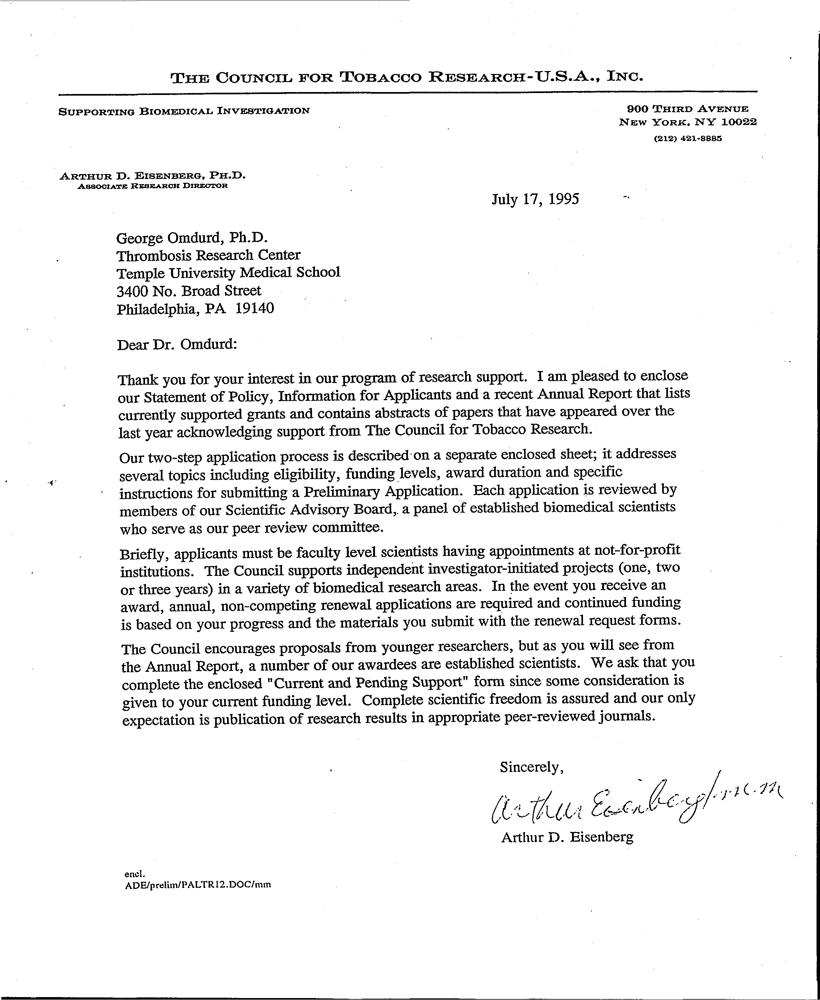 THE COUNCIL FOR TOBACCO RESEARCH-U.S.A., INC.
SUPPORTING BIOMEDICAL INVESTIGATION
900 THIRD AVENUE
NEW YORK, NY 10022
(212) 421-8885
ARTHUR D. EISENBERG, PH.D.
ASSOCIATE RESEARCH DIRECTOR
July 17, 1995
George Omdurd, Ph.D.
Thrombosis Research Center
Temple University Medical School
3400 No. Broad Street
Philadelphia, PA 19140
Dear Dr. Omdurd:
Thank you for your interest in our program of research support. I am pleased to enclose
our Statement of Policy, Information for Applicants and a recent Annual Report that lists
currently supported grants and contains abstracts of papers that have appeared over the
last year acknowledging support from The Council for Tobacco Research.
Our two-step application process is described on a separate enclosed sheet; it addresses
several topics including eligibility, funding levels, award duration and specific
instructions for submitting a Preliminary Application. Each application is reviewed by
members of our Scientific Advisory Board, a panel of established biomedical scientists
who serve as our peer review committee.
Briefly, applicants must be faculty level scientists having appointments at not-for-profit
institutions. The Council supports independent investigator-initiated projects (one, two
or three years) in a variety of biomedical research areas. In the event you receive an
award, annual, non-competing renewal applications are required and continued funding
is based on your progress and the materials you submit with the renewal request forms.
The Council encourages proposals from younger researchers, but as you will see from
the Annual Report, a number of our awardees are established scientists. We ask that you
complete the enclosed "Current and Pending Support" form since some consideration is
given to your current funding level. Complete scientific freedom is assured and our only
expectation is publication of research results in appropriate peer-reviewed journals.
Sincerely,
Arthur Eisenberg/m.m
Arthur D. Eisenberg
encl.
ADE/prelim/PALTR12.DOC/mm